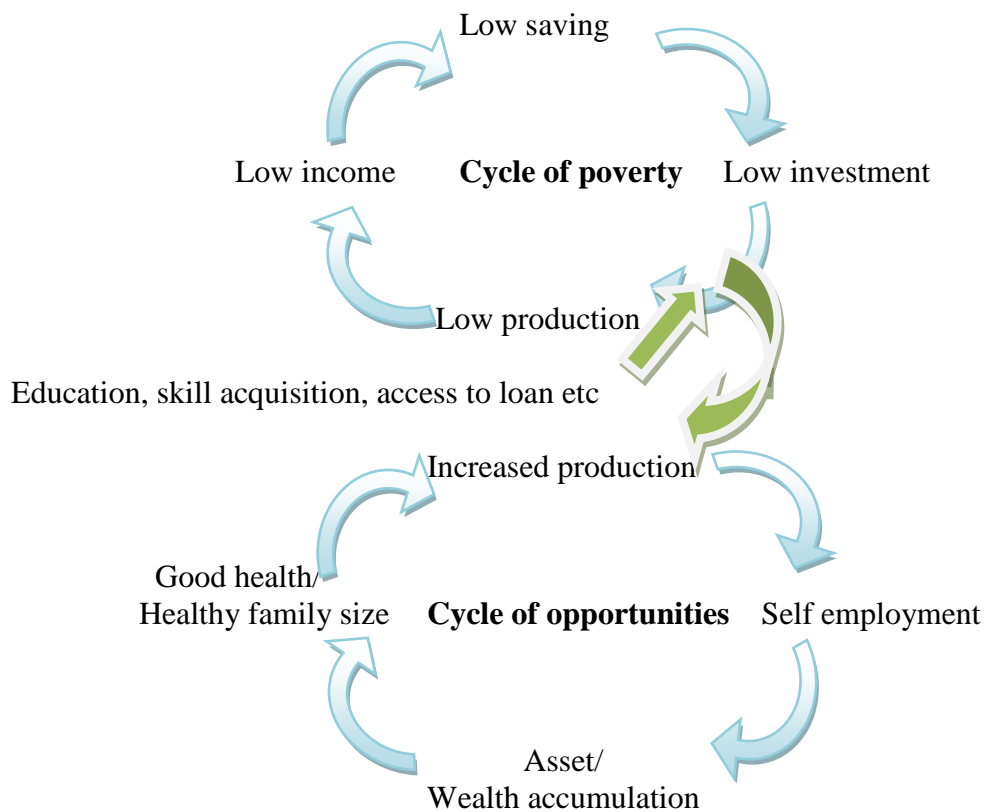 Low saving
Low income
Cycle of poverty
Low investment
Low production
Education, skill acquisition, access to loan etc
Increased production
Good health/
Healthy family size
Cycle of opportunities
Self employment
Asset/
Wealth accumulation